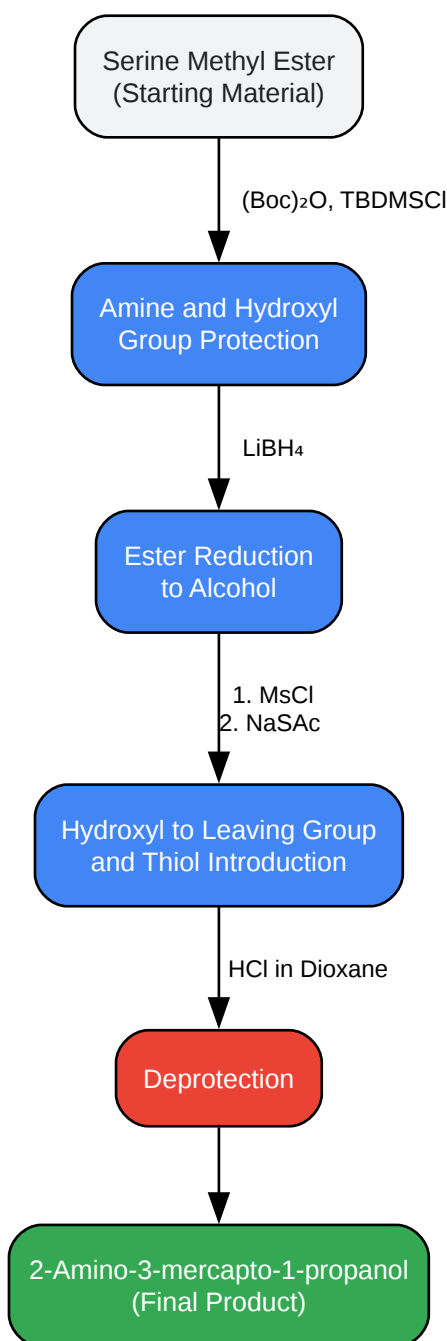 Serine Methyl Ester
(Starting Material)
(Boc)₂O, TBDMSCl
Amine and Hydroxyl
Group Protection
LiBH₄
Ester Reduction
to Alcohol
1. MsCl
2. NaSAc
Hydroxyl to Leaving Group
and Thiol Introduction
HCl in Dioxane
Deprotection
2-Amino-3-mercapto-1-propanol
(Final Product)